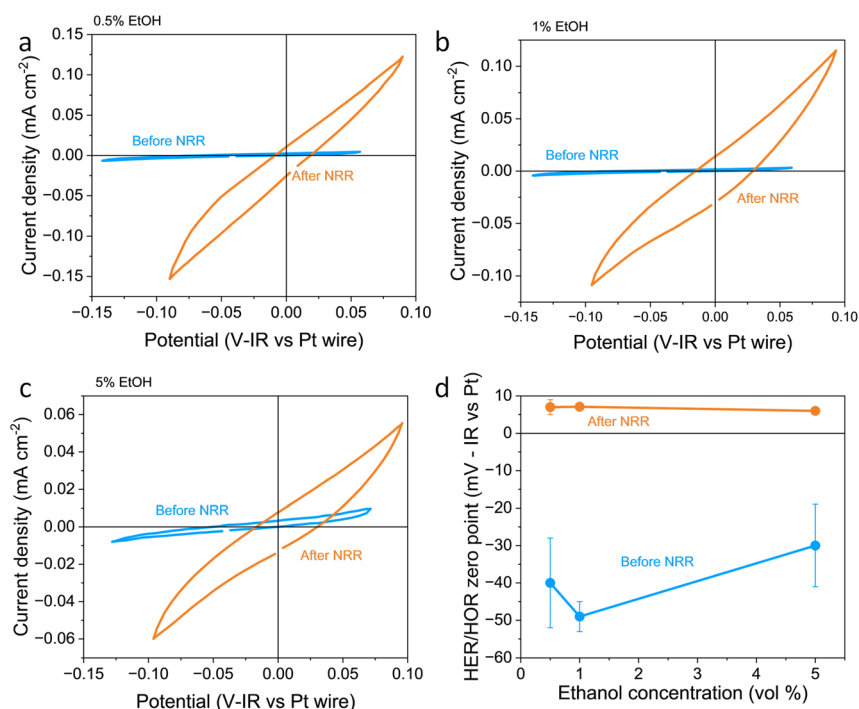 a
0.5% EtOH
0.15
0.10
0.05
0.00
−0.05
−0.10
−0.15
Current density (mA cm-2)
Before NRR
After NRR
−0.15
−0.10
−0.05
0.00
0.05
0.10
Potential (V-IR vs Pt wire)
b
1% EtOH
0.10
0.05
0.00
−0.05
−0.10
Current density (mA cm-2)
Before NRR
After NRR
−0.15
−0.10
−0.05
0.00
0.05
0.10
Potential (V-IR vs Pt wire)
c
5% EtOH
0.06
0.04
0.02
0.00
−0.02
−0.04
−0.06
Current density (mA cm-2)
Before NRR
After NRR
−0.15
−0.10
−0.05
0.00
0.05
0.10
Potential (V-IR vs Pt wire)
d
10
0
−10
−20
−30
−40
−50
−60
HER/HOR zero point (mV - IR vs Pt)
After NRR
Before NRR
0
1
2
3
4
5
Ethanol concentration (vol %)